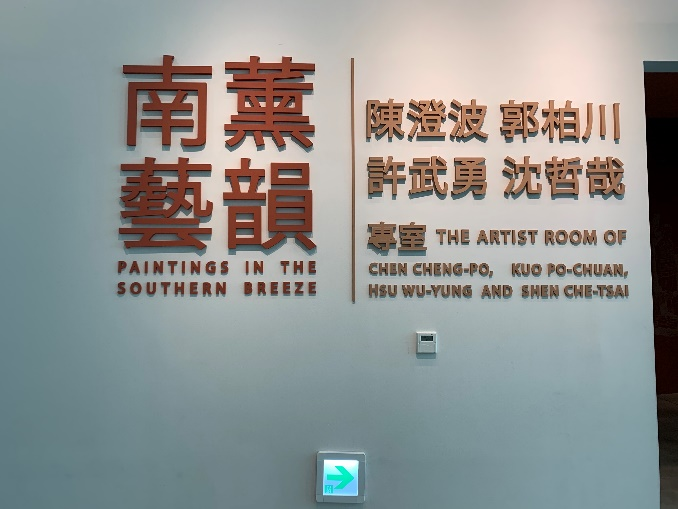 南薰
藝韻
PAINTINGS IN THE
SOUTHERN BREEZE
陳澄波 郭柏川
許武勇 沈哲哉
專室 THE ARTIST ROOM OF
CHEN CHENG-PO, KUO PO-CHUAN,
HSU WU-YUNG AND SHEN CHE-TSAI